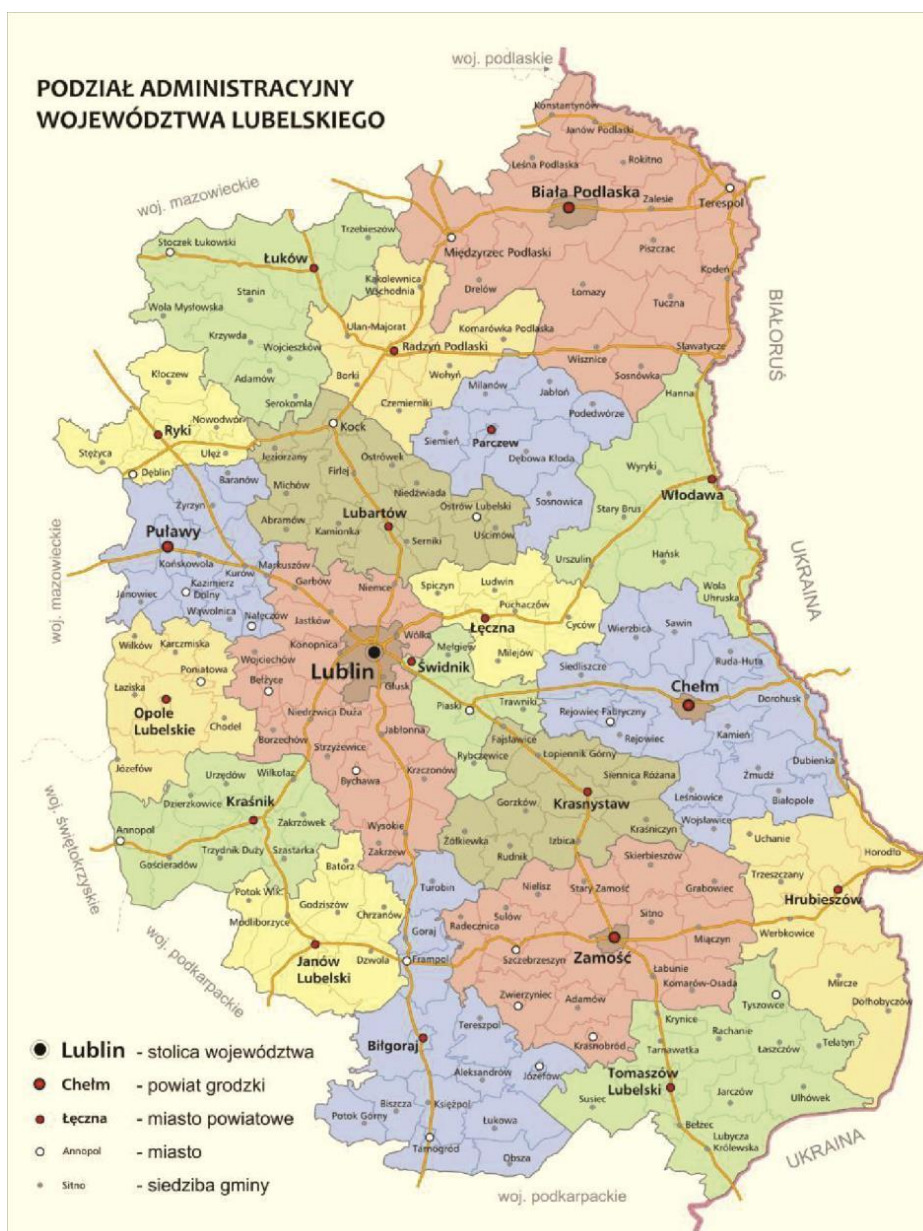 PODZIAŁ ADMINISTRACYJNY
WOJEWÓDZTWA LUBELSKIEGO
woj. podlaskie
Konstantynów
Janów Podlaski
Leśna Podlaska
Rokitno
Biała Podlaska
Zalesie
Terespol
woj. mazowieckie
Trzebieszów
Stoczek Łukowski
Międzyrzec Podlaski
Piszczac
Łuków
Kodeń
Kąkolewnica
Wschodnia
Drelów
Łomazy
Tuczna
Stanin
Wola Mysłowska
BIAŁORUŚ
Ulan-Majorat
Komarówka Podlaska
Krzywda
Wojcieszków
Radzyń Podlaski
Sławatycze
Wisznice
Sosnówka
Kłoczew
Adamów
Borki
Wohyń
Milanów
Jabłoń
Hanna
Serokomla
Czemierniki
Podedwórze
Nowodwór
Kock
Ryki
Siemień
Parczew
Stężyca
Ułęż
Jeziorzany
Ostrówek
Dębowa Kłoda
Wyryki
Dęblin
Firlej
Baranów
Michów
Niedźwiada
Włodawa
Żyrzyn
Ostrów Lubelski
Sosnowica
Stary Brus
Abramów
Lubartów
Puławy
Kamionka
Uścimów
Serniki
Hańsk
UKRAINA
woj. mazowieckie
Końskowola
Markuszów
Urszulin
Kurów
Garbów
Niemce
Spiczyn
Ludwin
Wola
Uhruska
Janowiec
Kazimierz
Dolny
Wąwolnica
Nałęczów
Jastków
Puchaczów
Łęczna
Cyców
Wierzbica
Sawin
Wilków
Karczmiska
Konopnica
Wólka
Mełgiew
Milejów
Ruda-Huta
Poniatowa
Wojciechów
Lublin
Świdnik
Siedliszcze
Bełżyce
Głusk
Chełm
Dorohusk
Łaziska
Trawniki
Opole
Lubelskie
Niedrzwica Duża
Piaski
Rejowiec Fabryczny
Chodel
Jabłonna
Rejowiec
Kamień
Borzechów
Strzyżewice
Fajsławice
Łopiennik Górny
Dubienka
Józefów
Urzędów
Wilkołaz
Bychawa
Krzczonów
Rybczewice
Siennica Różana
Żmudź
Dzierzkowice
Kraśnik
Krasnystaw
Leśniowice
Białopole
Gorzków
Annopol
Zakrzówek
Wysokie
Żółkiewka
Kraśniczyn
Wojsławice
Uchanie
Gościeradów
Trzydnik Duży
Szastarka
Zakrzew
Rudnik
Izbica
Horodło
woj. świętokrzyskie
Batorz
Skierbieszów
Trzeszczany
Potok Wlk.
Godziszów
Turobin
Nielisz
Stary Zamość
Grabowiec
Hrubieszów
Modliborzyce
Chrzanów
Goraj
Radecznica
Sułów
Sitno
Werbkowice
Miączyn
Janów
Lubelski
Dzwola
Frampol
Szczebrzeszyn
Zamość
woj. podkarpackie
Łabunie
Mircze
Zwierzyniec
Adamów
Komarów-Osada
Tyszowce
Dołhobyczów
Tereszpol
Krynice
Rachanie
Biłgoraj
Krasnobród
Tarnawatka
Łaszczów
Telatyn
Aleksandrów
Józefów
Tomaszów
Lubelski
Susiec
Jarczów
Ulhówek
Potok Górny
Biszcza
Księżpol
Łukowa
Bełżec
Lubycza
Królewska
Tarnogród
Obsza
UKRAINA
woj. podkarpackie
Lublin - stolica województwa
Chełm - powiat grodzki
Łęczna - miasto powiatowe
Annopol - miasto
Sitno - siedziba gminy